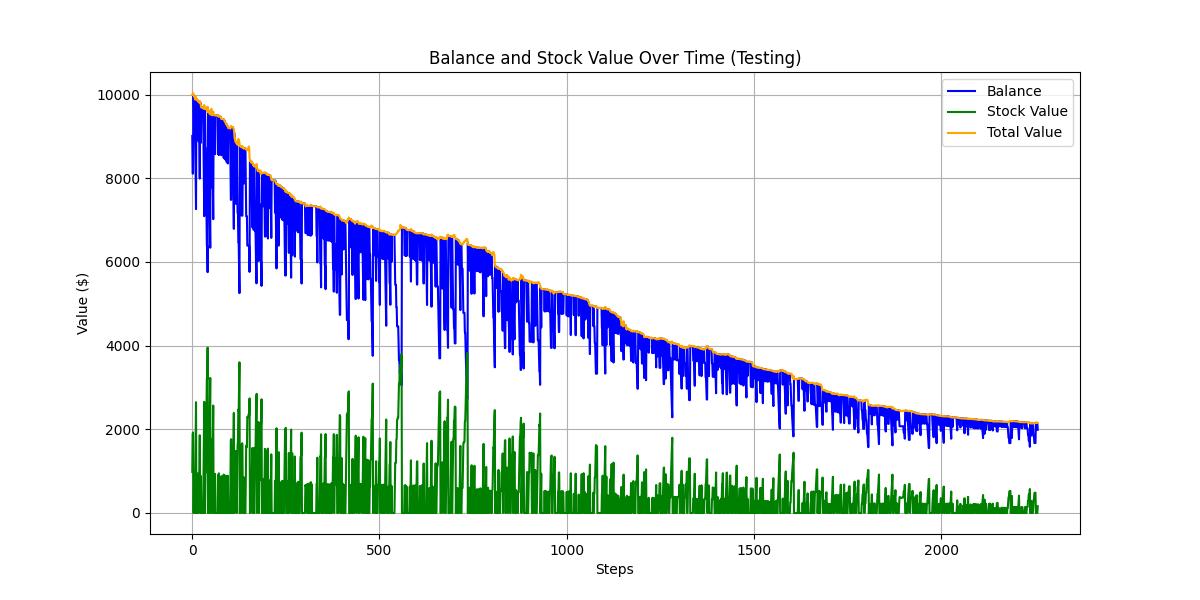 Balance and Stock Value Over Time (Testing)
Balance
Stock Value
Total Value
Value ($)
10000
8000
6000
4000
2000
0
0 500 1000 1500 2000
Steps